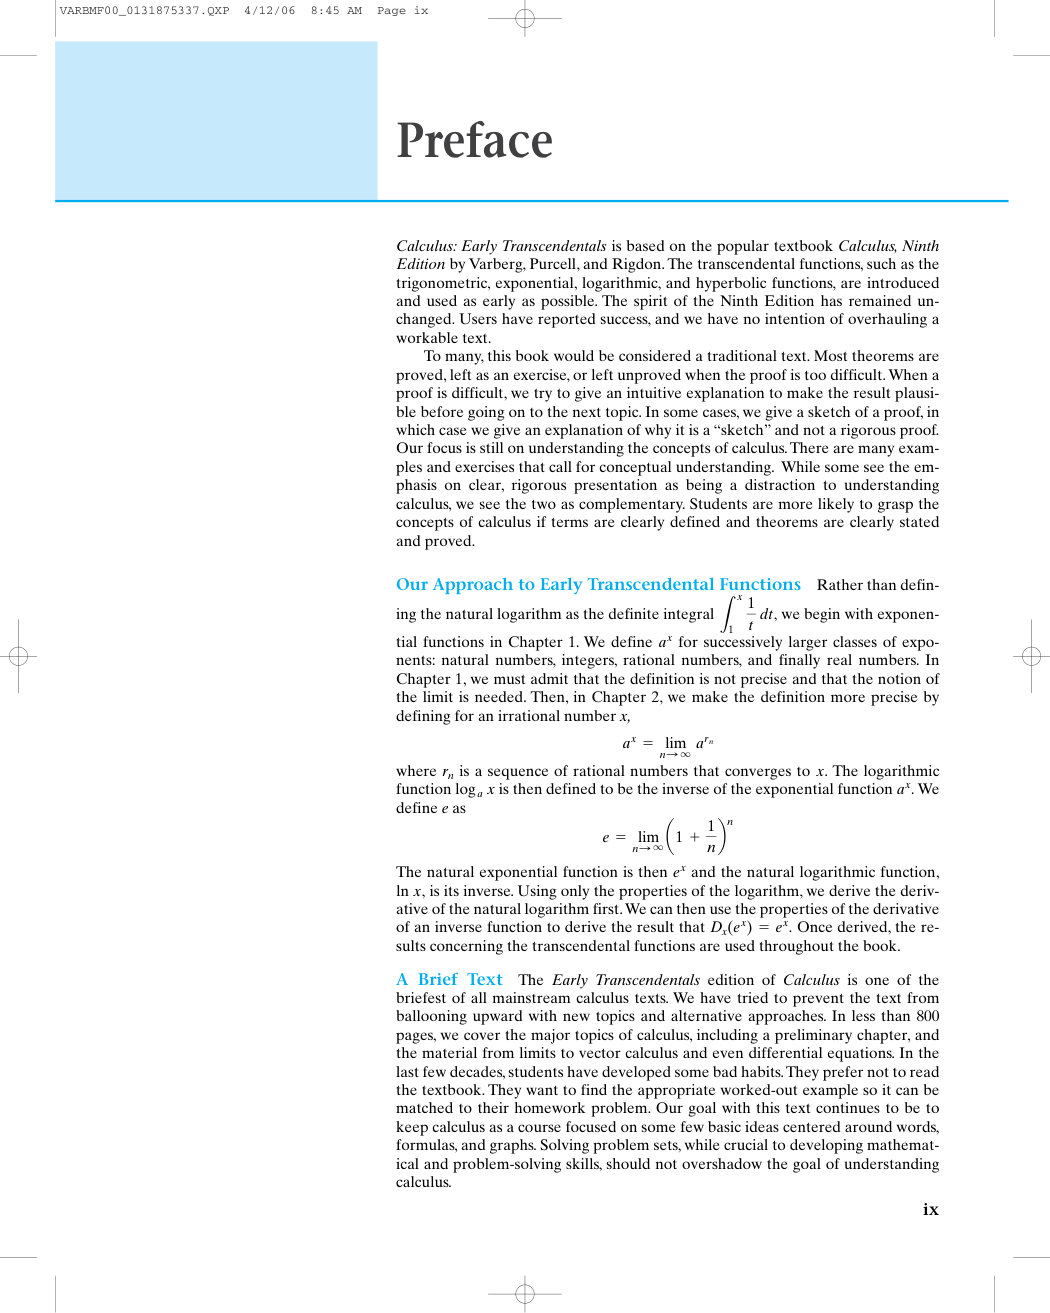 VARBMF00_0131875337.QXP 4/12/06 8:45 AM Page ix
Preface
Calculus: Early Transcendentals is based on the popular textbook Calculus, Ninth
Edition by Varberg, Purcell, and Rigdon. The transcendental functions, such as the
trigonometric, exponential, logarithmic, and hyperbolic functions, are introduced
and used as early as possible. The spirit of the Ninth Edition has remained un-
changed. Users have reported success, and we have no intention of overhauling a
workable text.
To many, this book would be considered a traditional text. Most theorems are
proved, left as an exercise, or left unproved when the proof is too difficult. When a
proof is difficult, we try to give an intuitive explanation to make the result plausi-
ble before going on to the next topic. In some cases, we give a sketch of a proof, in
which case we give an explanation of why it is a “sketch” and not a rigorous proof.
Our focus is still on understanding the concepts of calculus. There are many exam-
ples and exercises that call for conceptual understanding. While some see the em-
phasis on clear, rigorous presentation as being a distraction to understanding
calculus, we see the two as complementary. Students are more likely to grasp the
concepts of calculus if terms are clearly defined and theorems are clearly stated
and proved.
Our Approach to Early Transcendental Functions Rather than defin-
ing the natural logarithm as the definite integral ∫₁ˣ 1/t dt, we begin with exponen-
tial functions in Chapter 1. We define aˣ for successively larger classes of expo-
nents: natural numbers, integers, rational numbers, and finally real numbers. In
Chapter 1, we must admit that the definition is not precise and that the notion of
the limit is needed. Then, in Chapter 2, we make the definition more precise by
defining for an irrational number x,
aˣ = lim n→∞ a^{r_n}
where r_n is a sequence of rational numbers that converges to x. The logarithmic
function log_a x is then defined to be the inverse of the exponential function aˣ. We
define e as
e = lim n→∞ (1 + 1/n)ⁿ
The natural exponential function is then eˣ and the natural logarithmic function,
ln x, is its inverse. Using only the properties of the logarithm, we derive the deriv-
ative of the natural logarithm first. We can then use the properties of the derivative
of an inverse function to derive the result that Dₓ(eˣ) = eˣ. Once derived, the re-
sults concerning the transcendental functions are used throughout the book.
A Brief Text The Early Transcendentals edition of Calculus is one of the
briefest of all mainstream calculus texts. We have tried to prevent the text from
ballooning upward with new topics and alternative approaches. In less than 800
pages, we cover the major topics of calculus, including a preliminary chapter, and
the material from limits to vector calculus and even differential equations. In the
last few decades, students have developed some bad habits. They prefer not to read
the textbook. They want to find the appropriate worked-out example so it can be
matched to their homework problem. Our goal with this text continues to be to
keep calculus as a course focused on some few basic ideas centered around words,
formulas, and graphs. Solving problem sets, while crucial to developing mathemat-
ical and problem-solving skills, should not overshadow the goal of understanding
calculus.
ix